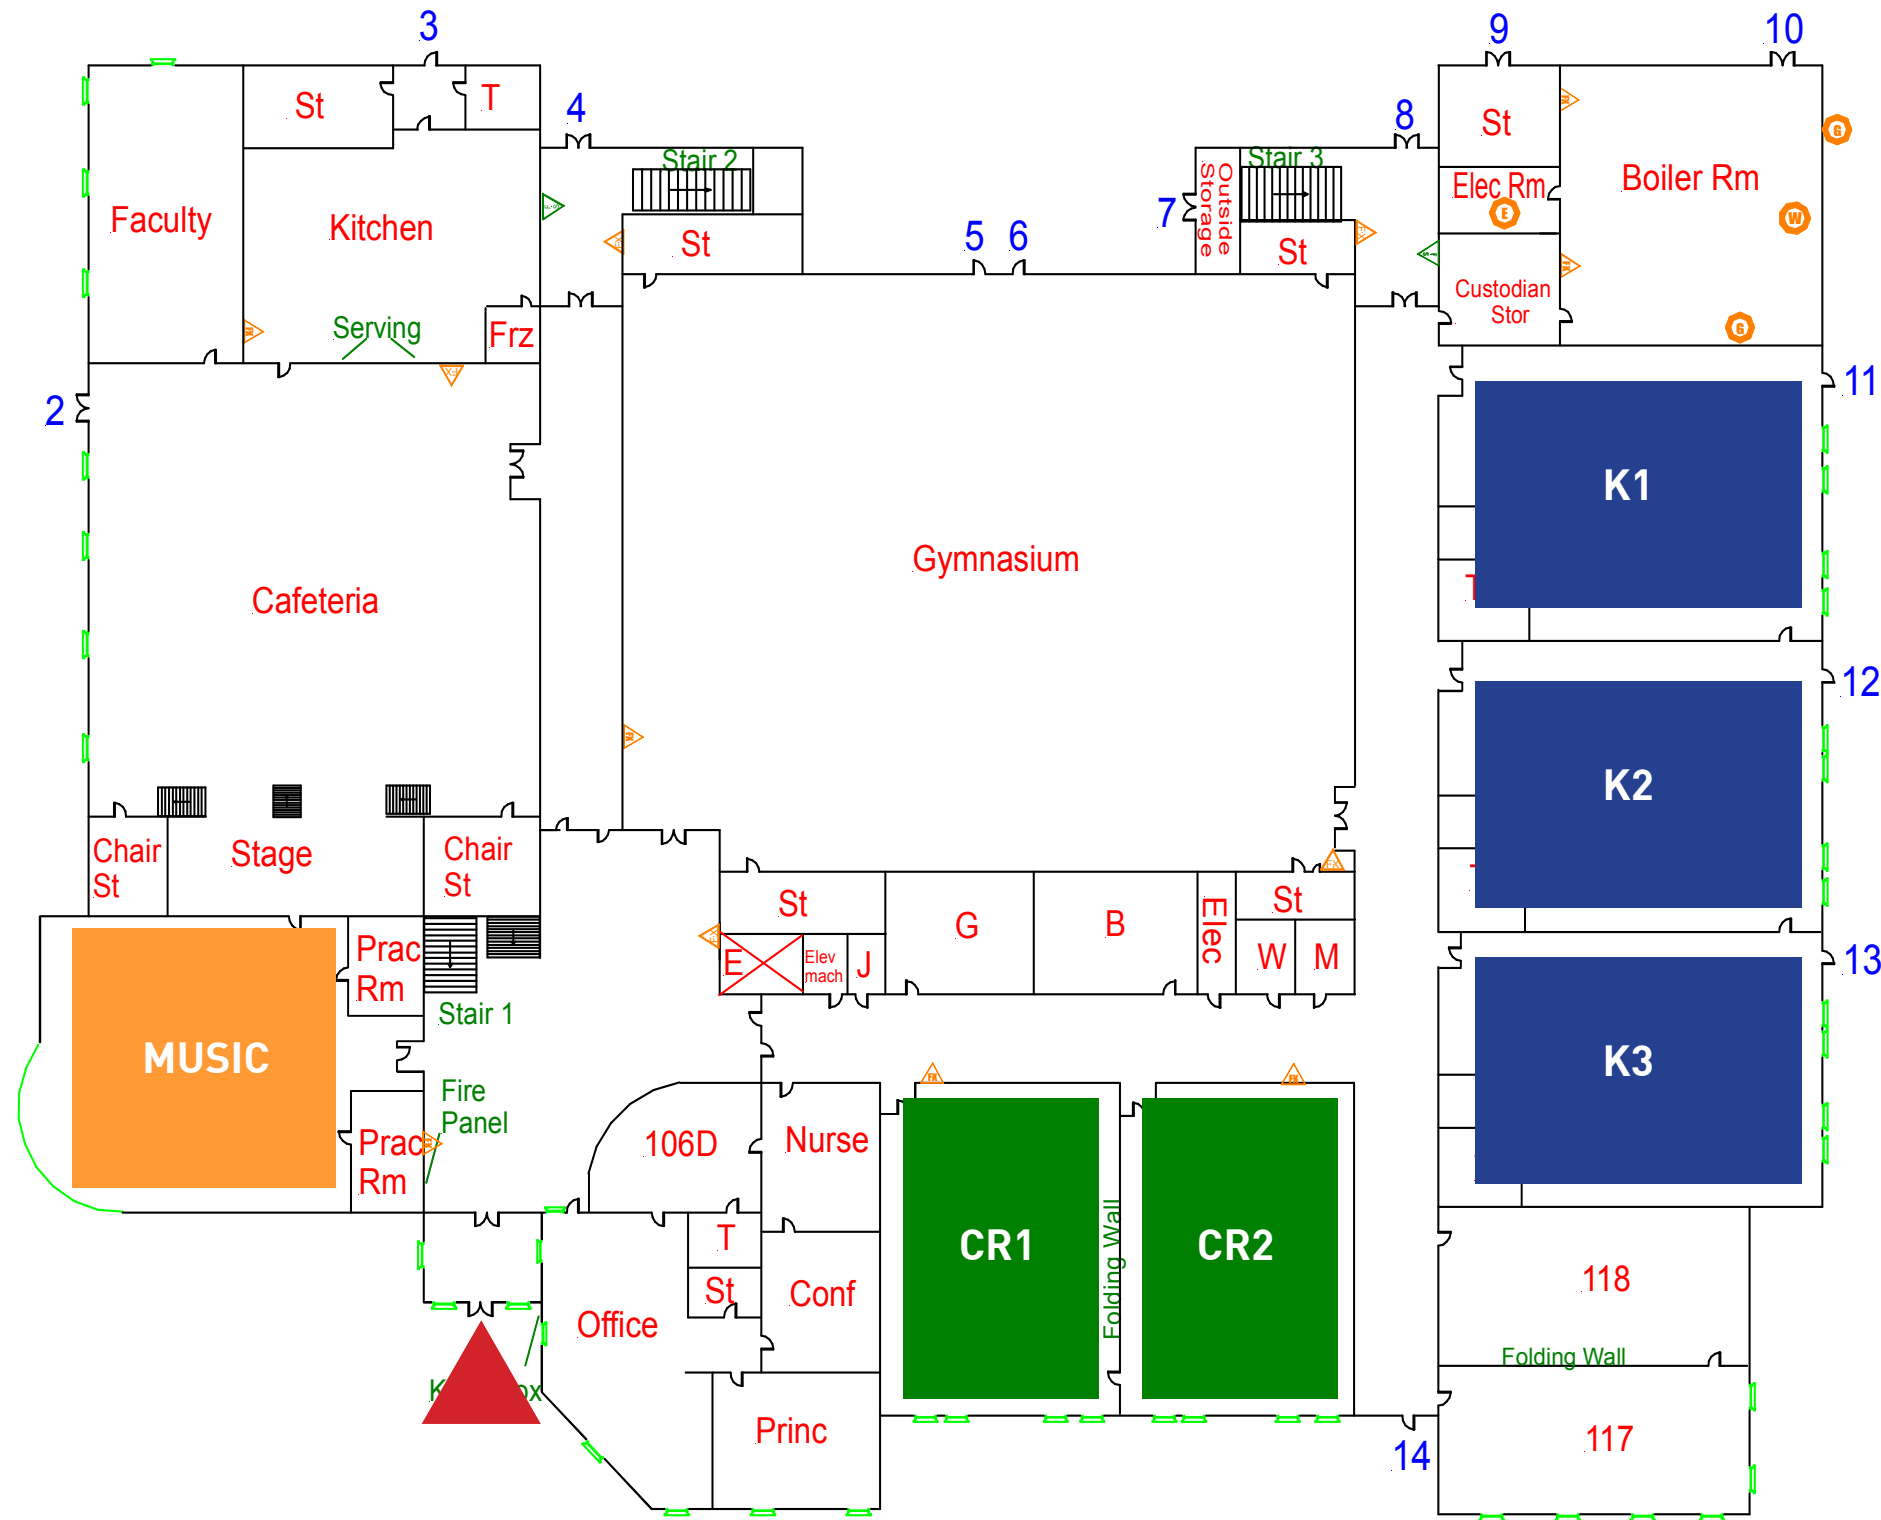 3
9
10
4
8
St
T
St
Boiler Rm
Stair 2
Stair 3
Outside
Storage
Elec Rm
G
E
W
Faculty
Kitchen
7
St
5
6
St
Custodian
Stor
G
Serving
Frz
2
11
K1
Gymnasium
Cafeteria
12
K2
Chair
St
Stage
Chair
St
St
G
B
Elec
St
Prac
Rm
E
Elev
mach
J
W
M
13
Stair 1
MUSIC
K3
FX
FX
Fire
Panel
Prac
Rm
106D
Nurse
CR1
Folding Wall
CR2
T
St
Conf
118
Office
Folding Wall
Princ
14
117